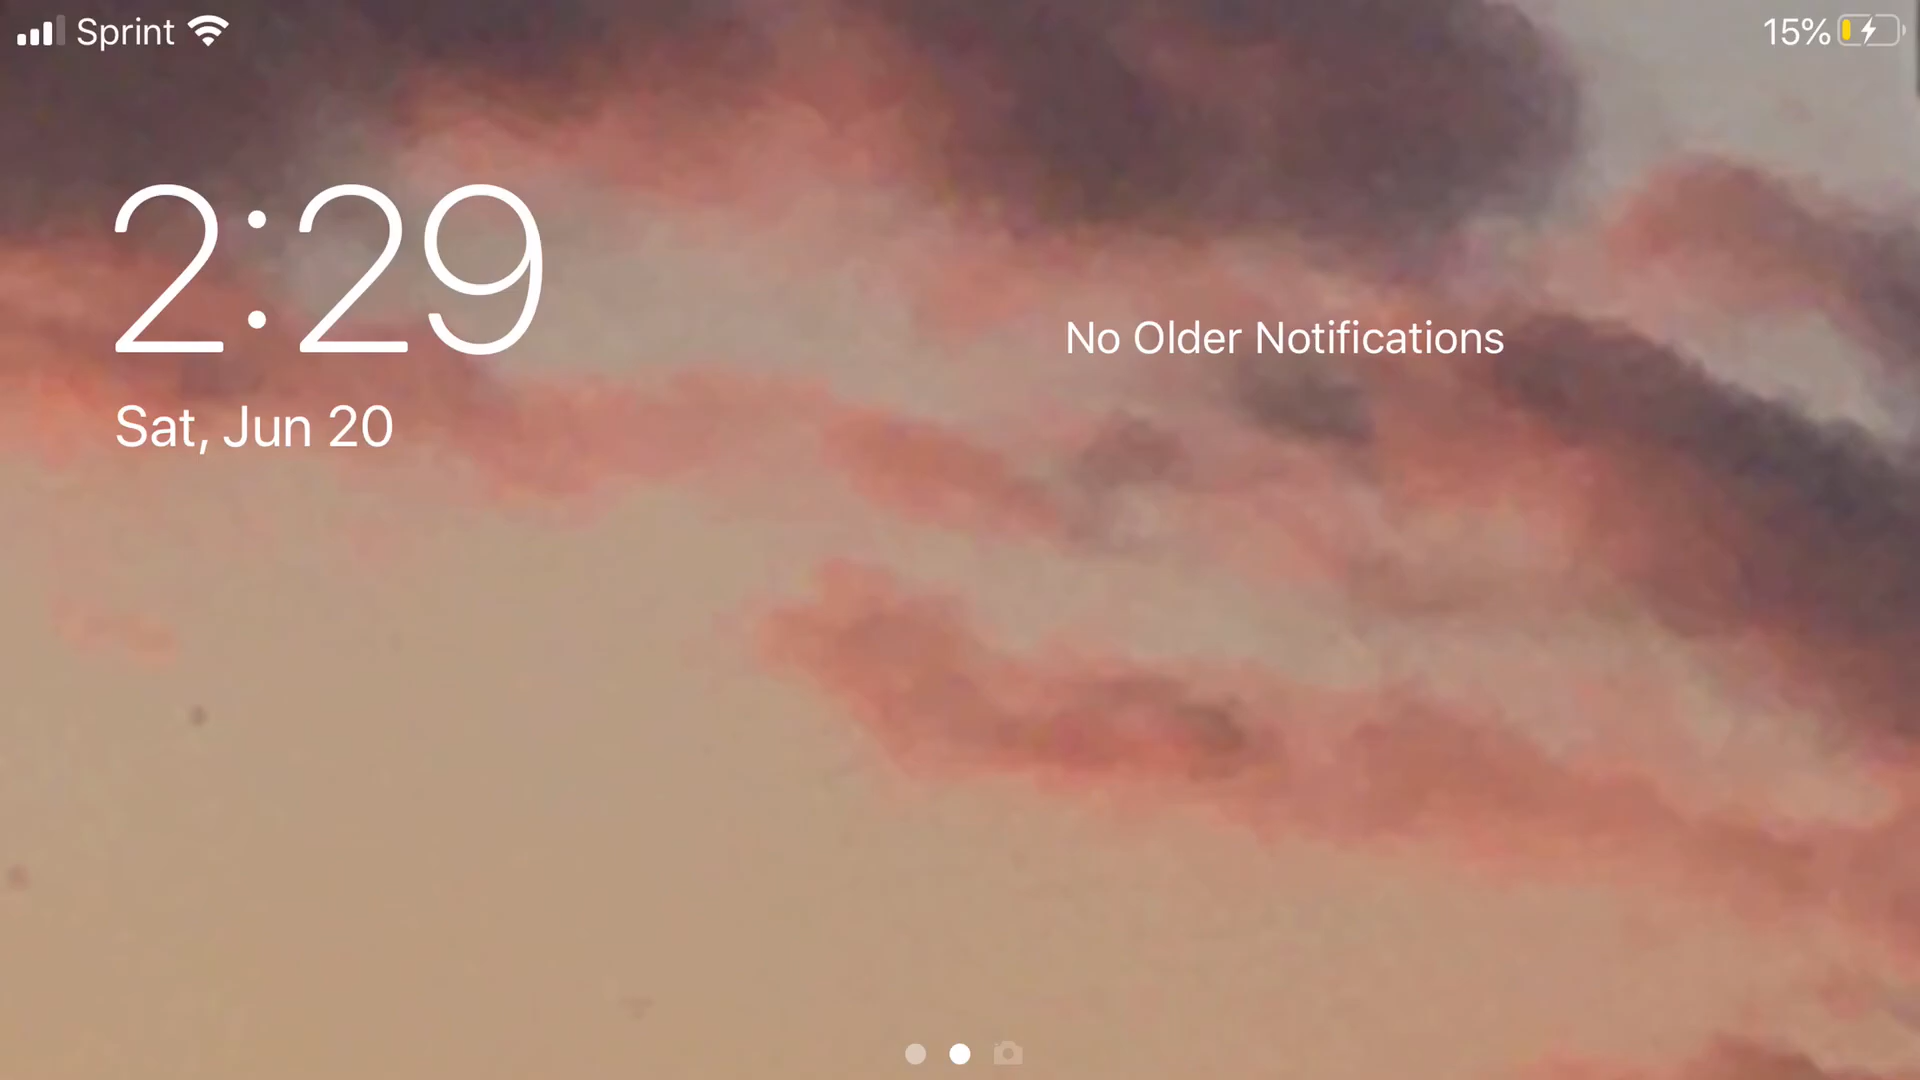 Sprint
15%
2:29
Sat, Jun 20
No Older Notifications